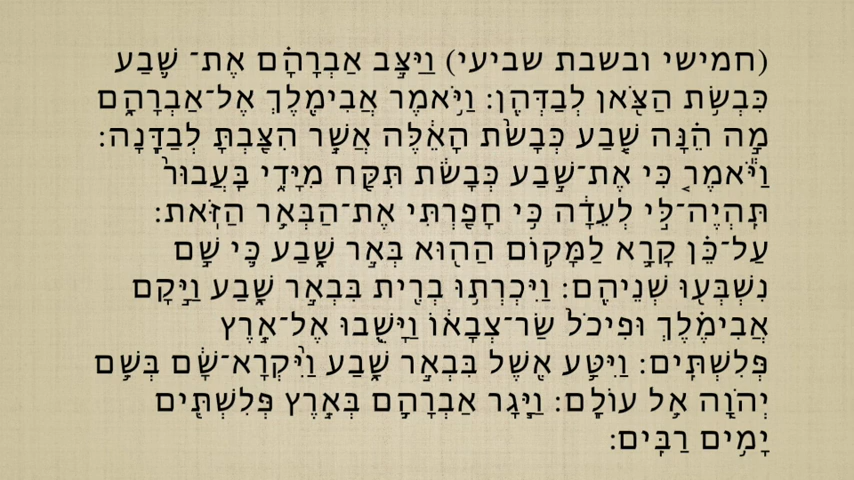 (חמישי ובשבת שביעי) וַיַּצֵּ֣ב אַבְרָהָ֗ם אֶת־ שֶׁ֛בַע
כִּבְשֹׂ֥ת הַצֹּ֖אן לְבַדְּהֶֽן׃ וַיֹּ֥אמֶר אֲבִימֶ֖לֶךְ אֶל־אַבְרָהָ֑ם
מָ֣ה הֵ֗נָּה שֶׁ֤בַע כְּבָשֹׂת֙ הָאֵ֔לֶּה אֲשֶׁ֥ר הִצַּ֖בְתָּ לְבַדָּֽנָה׃
וַיֹּ֕אמֶר כִּ֚י אֶת־שֶׁ֣בַע כְּבָשֹׂ֔ת תִּקַּ֖ח מִיָּדִ֑י בַּֽעֲבוּר֙
תִּֽהְיֶה־לִּ֣י לְעֵדָ֔ה כִּ֥י חָפַ֖רְתִּי אֶת־הַבְּאֵ֥ר הַזֹּֽאת׃
עַל־כֵּ֗ן קָרָ֛א לַמָּק֥וֹם הַה֖וּא בְּאֵ֣ר שָׁ֑בַע כִּ֛י שָׁ֥ם
נִשְׁבְּע֖וּ שְׁנֵיהֶֽם׃ וַיִּכְרְת֥וּ בְרִ֖ית בִּבְאֵ֣ר שָׁ֑בַע וַיָּ֣קָם
אֲבִימֶ֗לֶךְ וּפִיכֹל֙ שַׂר־צְבָא֔וֹ וַיָּשֻׁ֖בוּ אֶל־אֶ֥רֶץ
פְּלִשְׁתִּֽים׃ וַיִּטַּ֥ע אֶ֖שֶׁל בִּבְאֵ֣ר שָׁ֑בַע וַיִּ֨קְרָא־שָׁ֔ם בְּשֵׁ֥ם
יְהֹוָ֖ה אֵ֥ל עוֹלָֽם׃ וַיָּ֧גָר אַבְרָהָ֛ם בְּאֶ֥רֶץ פְּלִשְׁתִּ֖ים
יָמִ֥ים רַבִּֽים׃